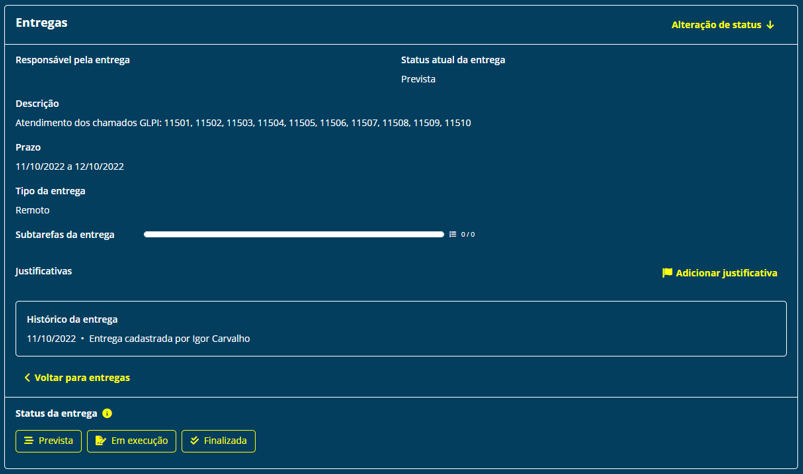 Entregas
Alteração de status
Responsável pela entrega
Status atual da entrega
Prevista
Descrição
Atendimento dos chamados GLPI: 11501, 11502, 11503, 11504, 11505, 11506, 11507, 11508, 11509, 11510
Prazo
11/10/2022 a 12/10/2022
Tipo da entrega
Remoto
Subtarefas da entrega 0 / 0
Justificativas
Adicionar justificativa
Histórico da entrega
11/10/2022 • Entrega cadastrada por Igor Carvalho
Voltar para entregas
Status da entrega
Prevista Em execução Finalizada